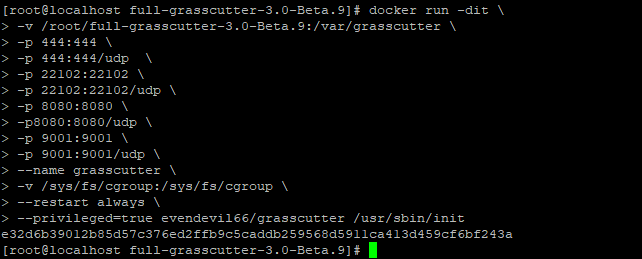 [root@localhost full-grasscutter-3.0-Beta.9]# docker run -dit \
> -v /root/full-grasscutter-3.0-Beta.9:/var/grasscutter \
> -p 444:444 \
> -p 444:444/udp  \
> -p 22102:22102 \
> -p 22102:22102/udp \
> -p 8080:8080 \
> -p8080:8080/udp \
> -p 9001:9001 \
> -p 9001:9001/udp \
> --name grasscutter \
> -v /sys/fs/cgroup:/sys/fs/cgroup \
> --restart always \
> --privileged=true evendevil66/grasscutter /usr/sbin/init
e32d6b39012b85d57c376ed2ffb9c5caddb259568d5911ca413d459cf6bf243a
[root@localhost full-grasscutter-3.0-Beta.9]#